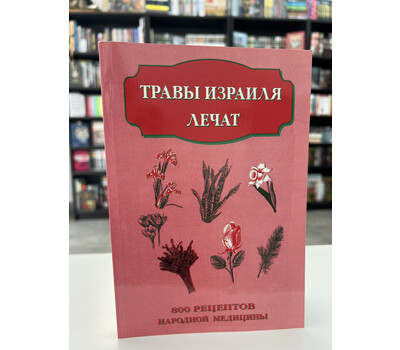 ТРАВЫ ИЗРАИЛЯ
ЛЕЧАТ
800 РЕЦЕПТОВ
НАРОДНОЙ МЕДИЦИНЫ